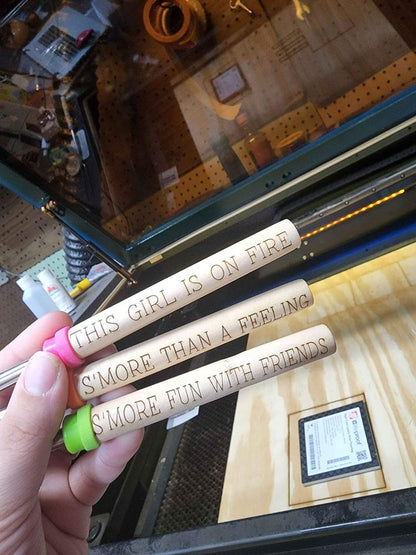 THIS GIRL IS ON FIRE
S'MORE THAN A FEELING
S'MORE FUN WITH FRIENDS